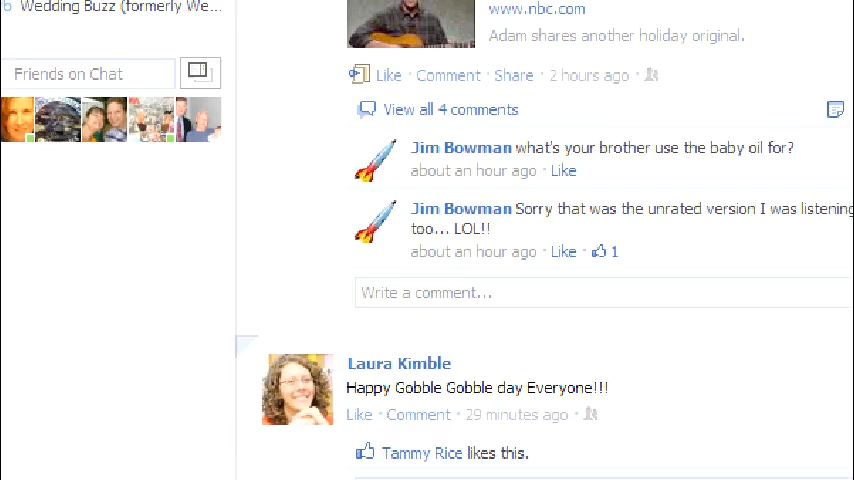 Wedding Buzz (formerly We...
Friends on Chat
www.nbc.com
Adam shares another holiday original.
Like · Comment · Share · 2 hours ago ·
View all 4 comments
Jim Bowman what's your brother use the baby oil for?
about an hour ago · Like
Jim Bowman Sorry that was the unrated version I was listening
too... LOL!!
about an hour ago · Like · 1
Write a comment...
Laura Kimble
Happy Gobble Gobble day Everyone!!!
Like · Comment · 29 minutes ago ·
Tammy Rice likes this.